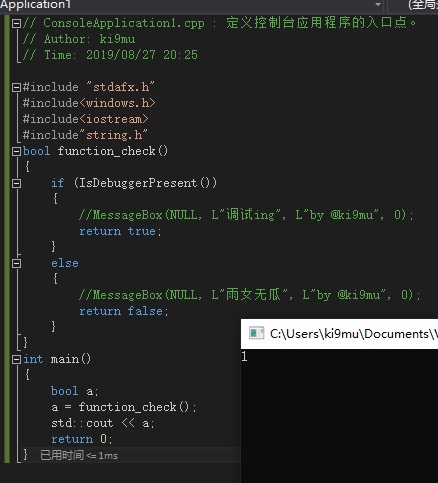 Application1
(全局
// ConsoleApplication1.cpp : 定义控制台应用程序的入口点。
// Author: ki9mu
// Time: 2019/08/27 20:25
#include "stdafx.h"
#include<windows.h>
#include<iostream>
#include"string.h"
bool function_check()
{
if (IsDebuggerPresent())
{
//MessageBox(NULL, L"调试ing", L"by @ki9mu", 0);
return true;
}
else
{
//MessageBox(NULL, L"雨女无瓜", L"by @ki9mu", 0);
return false;
}
}
int main()
{
bool a;
a = function_check();
std::cout << a;
return 0;
} 已用时间 <= 1ms
C:\Users\ki9mu\Documents\V
1